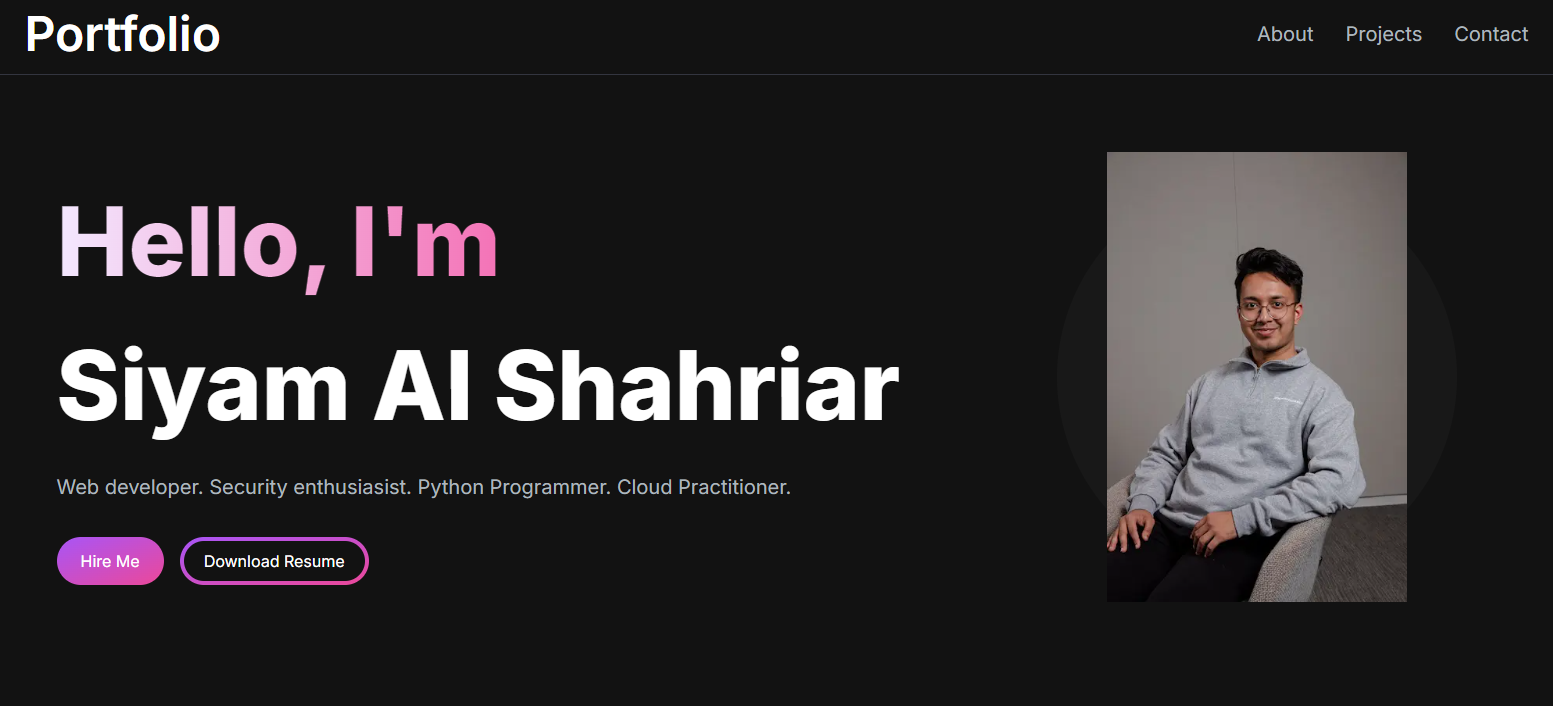 Portfolio
About Projects Contact
Hello, I'm
Siyam Al Shahriar
Web developer. Security enthusiasist. Python Programmer. Cloud Practitioner.
Hire Me
Download Resume